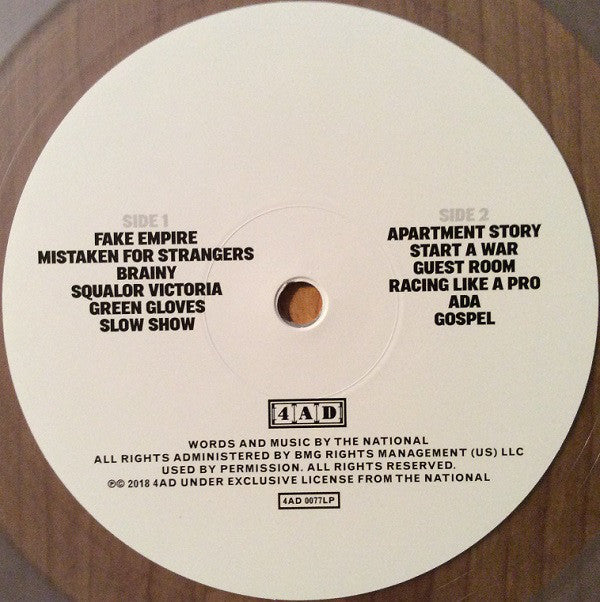 SIDE 1
FAKE EMPIRE
MISTAKEN FOR STRANGERS
BRAINY
SQUALOR VICTORIA
GREEN GLOVES
SLOW SHOW
SIDE 2
APARTMENT STORY
START A WAR
GUEST ROOM
RACING LIKE A PRO
ADA
GOSPEL
4AD
WORDS AND MUSIC BY THE NATIONAL
ALL RIGHTS ADMINISTERED BY BMG RIGHTS MANAGEMENT (US) LLC
USED BY PERMISSION. ALL RIGHTS RESERVED.
℗© 2018 4AD UNDER EXCLUSIVE LICENSE FROM THE NATIONAL
4AD 0077LP